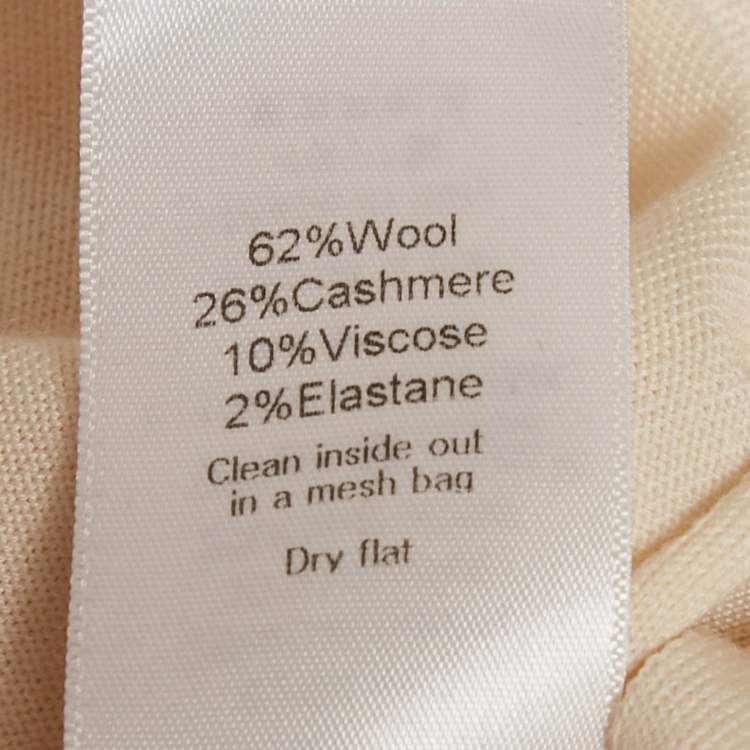 62%Wool
26%Cashmere
10%Viscose
2%Elastane
Clean inside out
in a mesh bag
Dry flat